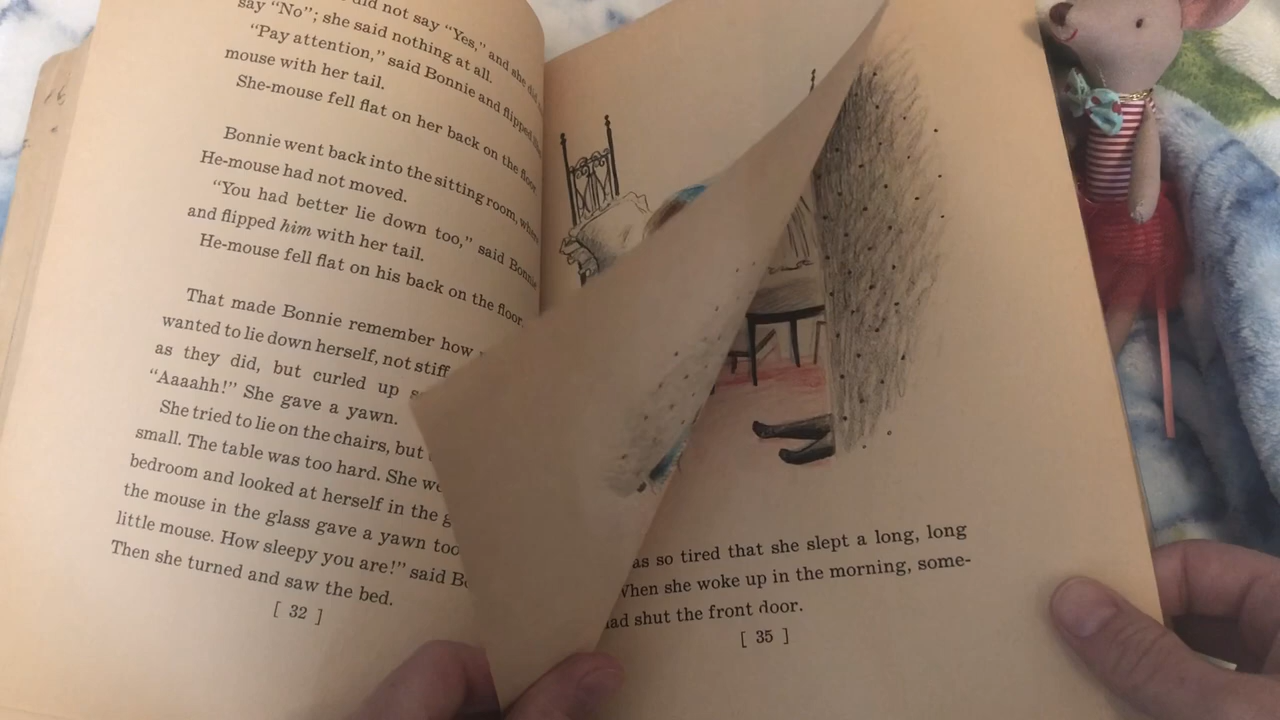 did not say "Yes," and she did
say "No"; she said nothing at all.
"Pay attention," said Bonnie and flipped
mouse with her tail.
She-mouse fell flat on her back on the floor
Bonnie went back into the sitting room,
He-mouse had not moved.
"You had better lie down too," said Bonnie
and flipped him with her tail.
He-mouse fell flat on his back on the floor.
That made Bonnie remember how
wanted to lie down herself, not stiff
as they did, but curled up
"Aaaahh!" She gave a yawn.
She tried to lie on the chairs, but
small. The table was too hard. She
bedroom and looked at herself in the
the mouse in the glass gave a yawn too
little mouse. How sleepy you are!" said
Then she turned and saw the bed.
[ 32 ]
so tired that she slept a long, long
When she woke up in the morning, some-
had shut the front door.
[ 35 ]